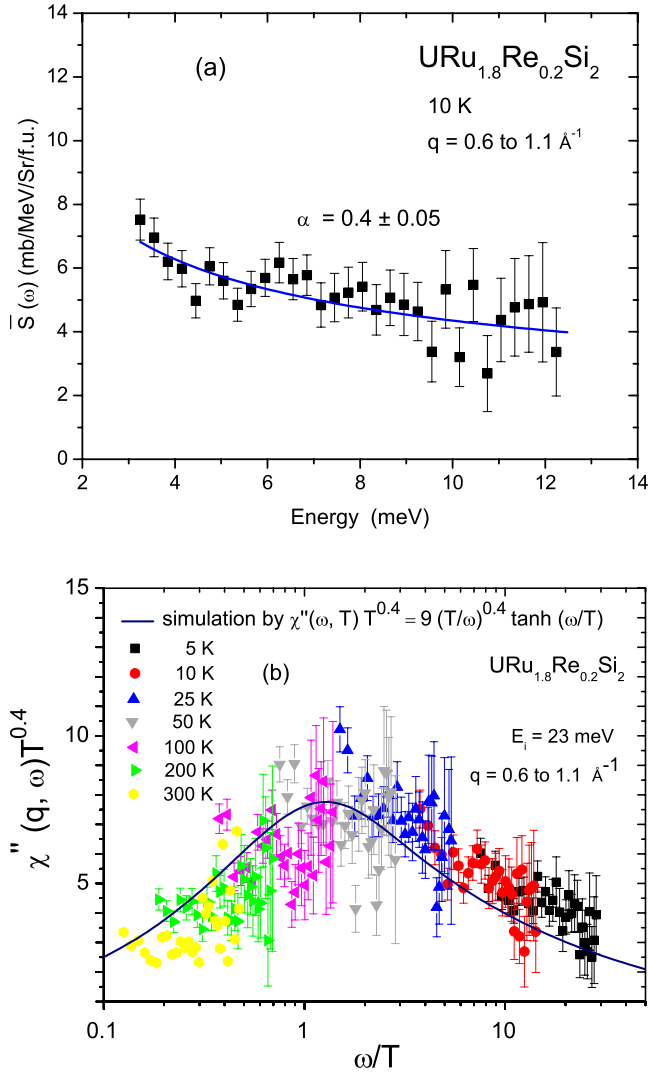 14
12
10
8
6
4
2
0
S̅ (ω) (mb/MeV/Sr/f.u.)
(a)
URu1.8Re0.2Si2
10 K
q = 0.6 to 1.1 Å-1
α = 0.4 ± 0.05
2 4 6 8 10 12 14
Energy (meV)
15
10
5
χ'' (q, ω)T0.4
simulation by χ''(ω, T) T0.4 = 9 (T/ω)0.4 tanh (ω/T)
5 K
10 K
25 K
50 K
100 K
200 K
300 K
(b)
URu1.8Re0.2Si2
Ei = 23 meV
q = 0.6 to 1.1 Å-1
0.1 1 10
ω/T